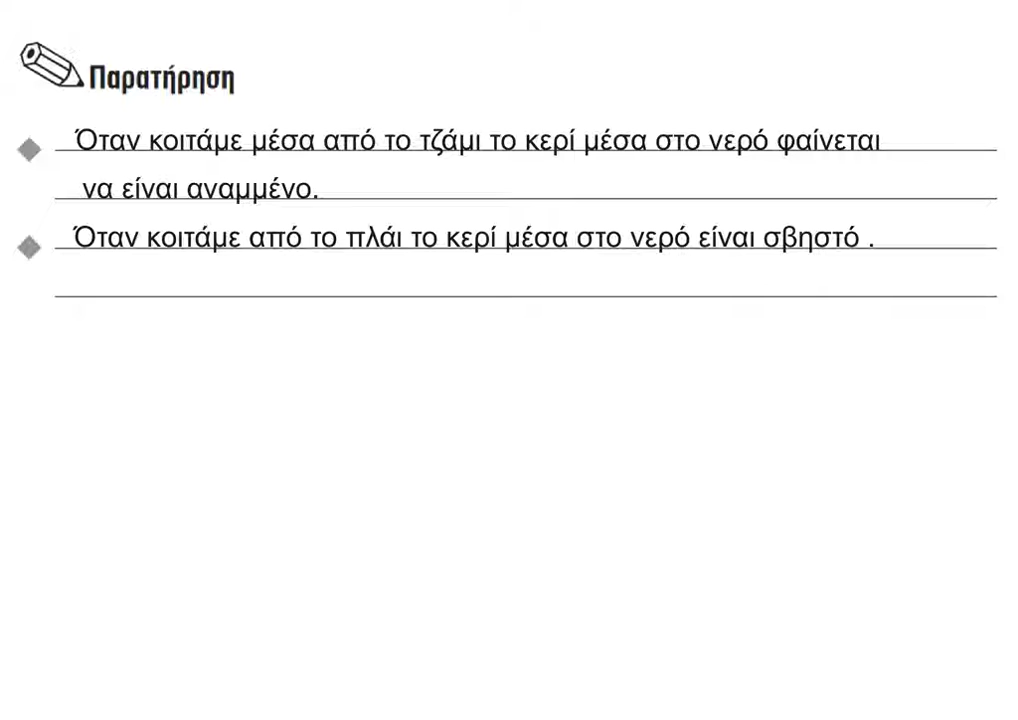 Παρατήρηση
Όταν κοιτάμε μέσα από το τζάμι το κερί μέσα στο νερό φαίνεται
να είναι αναμμένο.
Όταν κοιτάμε από το πλάι το κερί μέσα στο νερό είναι σβηστό .